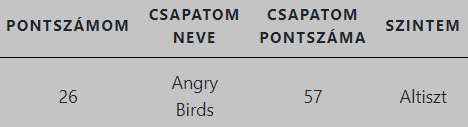 PONTSZÁMOM CSAPATOM NEVE CSAPATOM PONTSZÁMA SZINTEM
26 Angry Birds 57 Altiszt